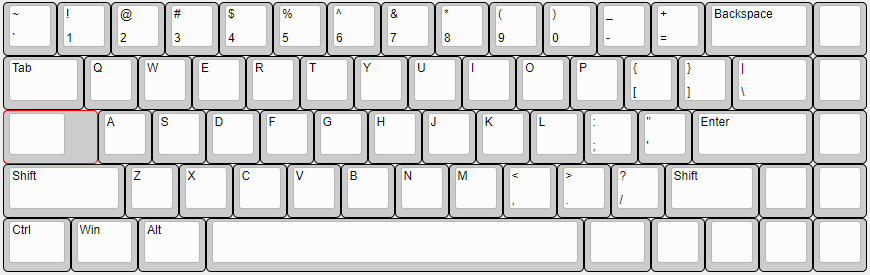 ~ ! @ # $ % ^ & * ( ) _ + Backspace
` 1 2 3 4 5 6 7 8 9 0 - =
Tab Q W E R T Y U I O P { } |
[ ] \
A S D F G H J K L : " Enter
; '
Shift Z X C V B N M < > ? Shift
, . /
Ctrl Win Alt